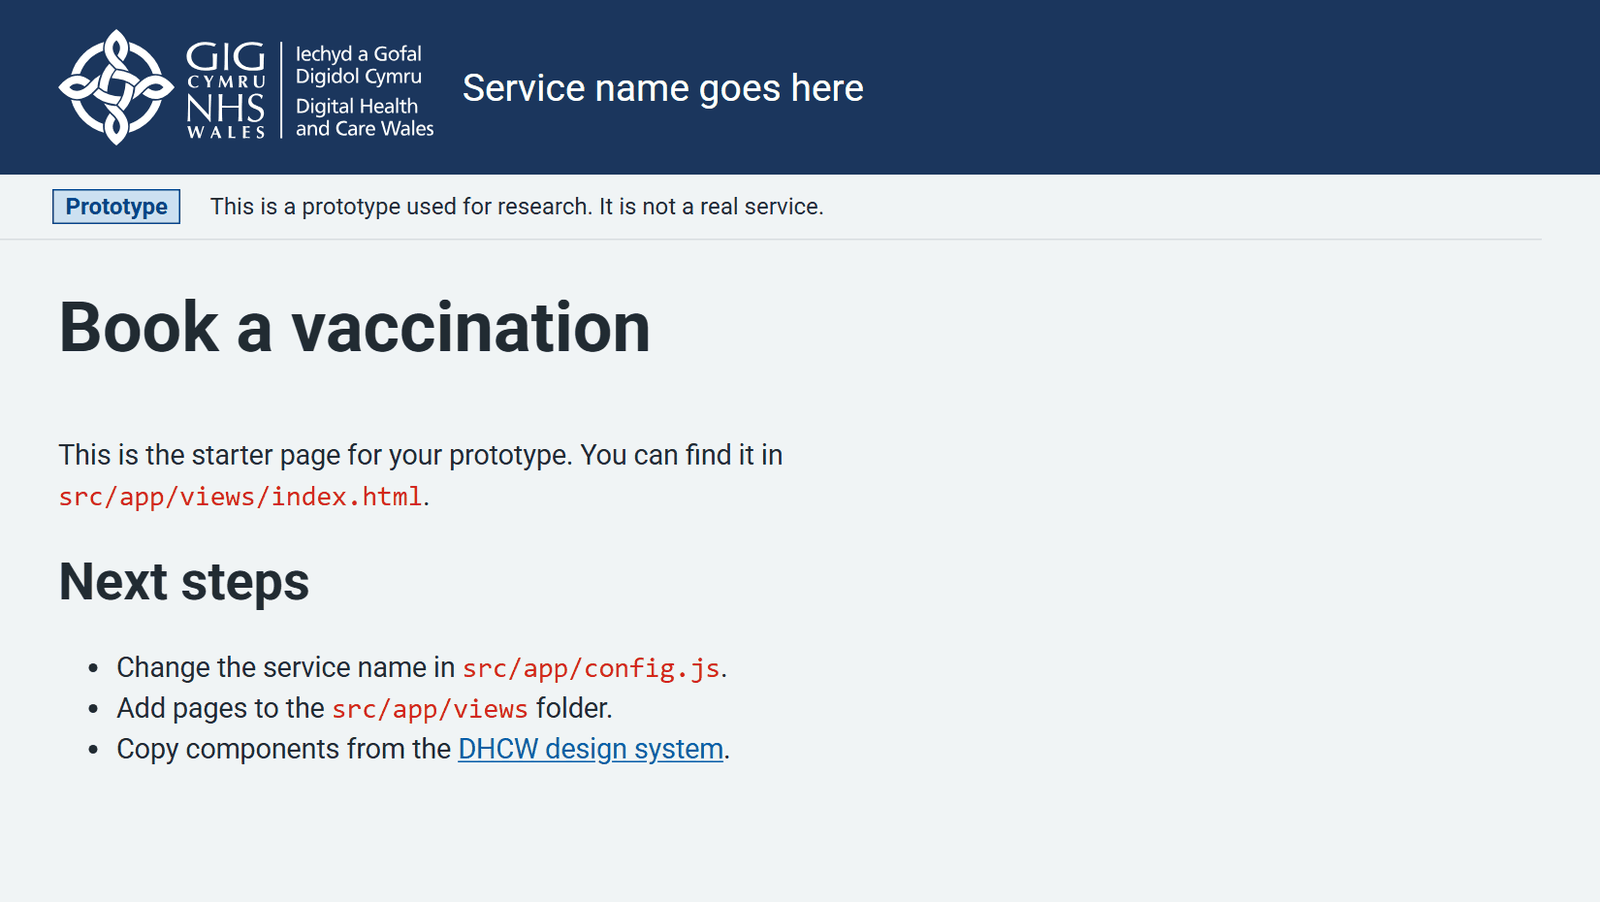 GIG
CYMRU
NHS
WALES
Iechyd a Gofal
Digidol Cymru
Digital Health
and Care Wales
Service name goes here
Prototype
This is a prototype used for research. It is not a real service.
Book a vaccination
This is the starter page for your prototype. You can find it in
src/app/views/index.html.
Next steps
• Change the service name in src/app/config.js.
• Add pages to the src/app/views folder.
• Copy components from the DHCW design system.